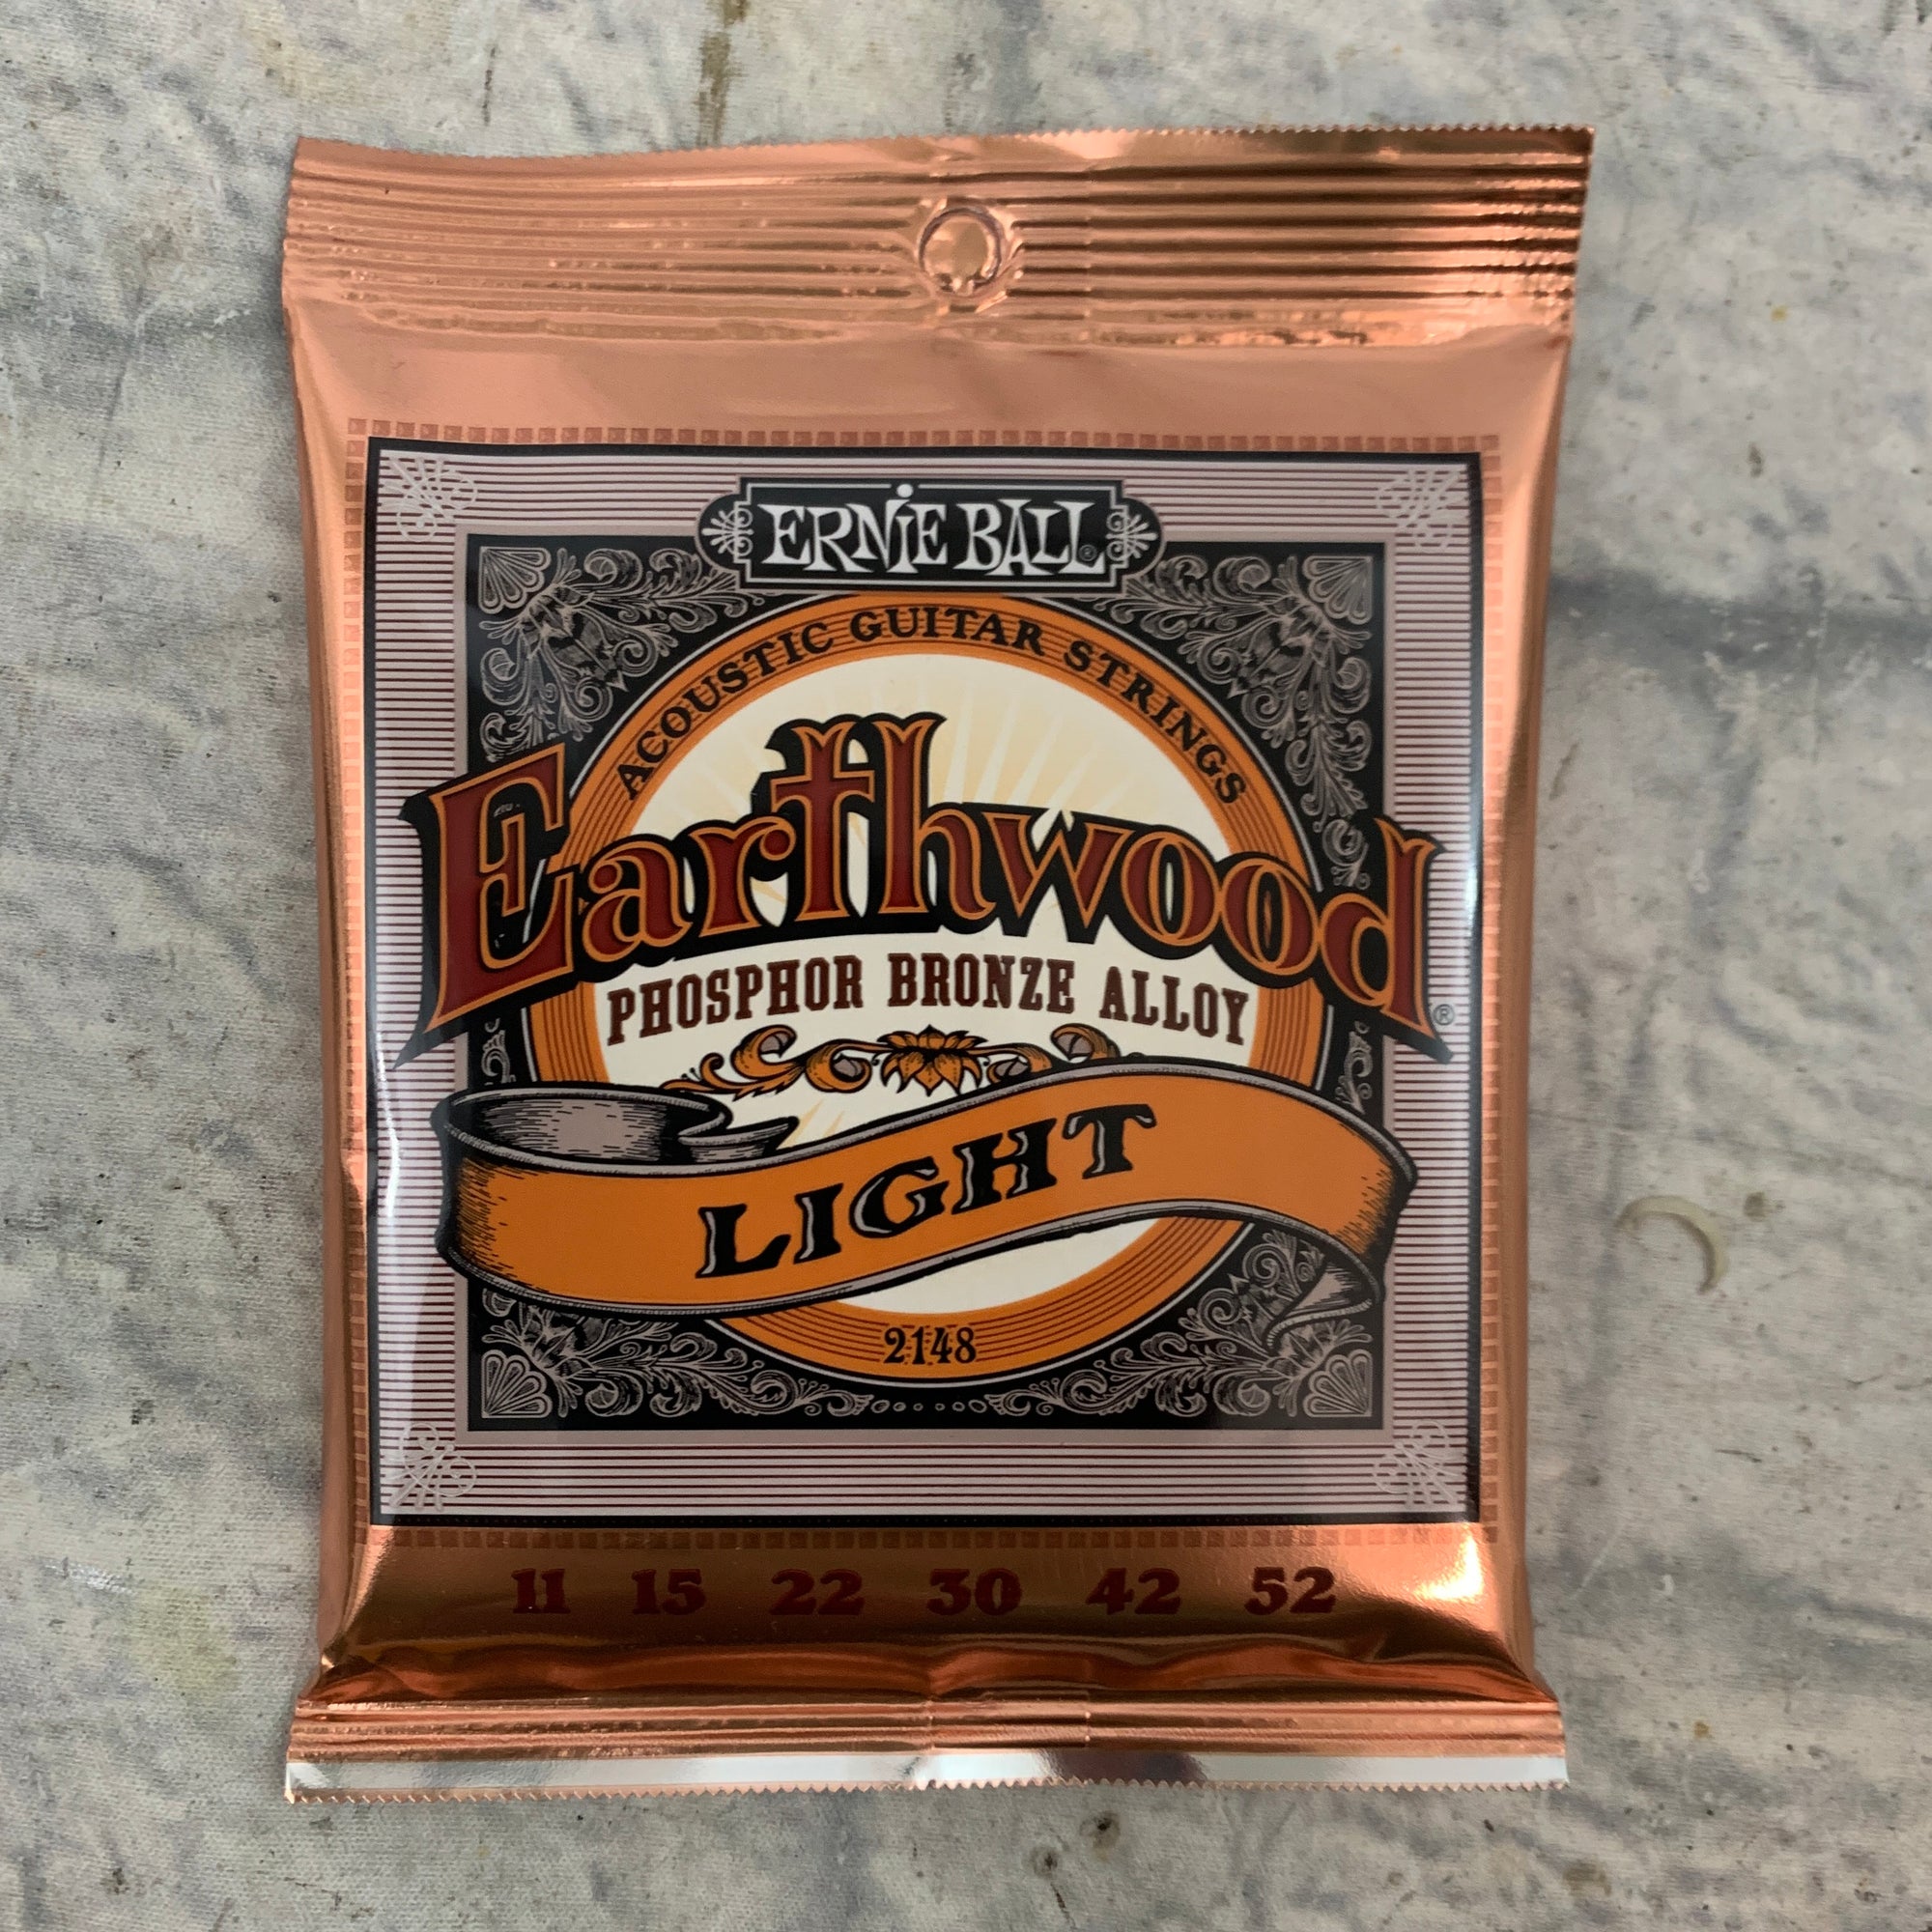 ERNiE BALL®
ACOUSTIC GUITAR STRINGS
Earthwood®
PHOSPHOR BRONZE ALLOY
LIGHT
2148
11 15 22 30 42 52